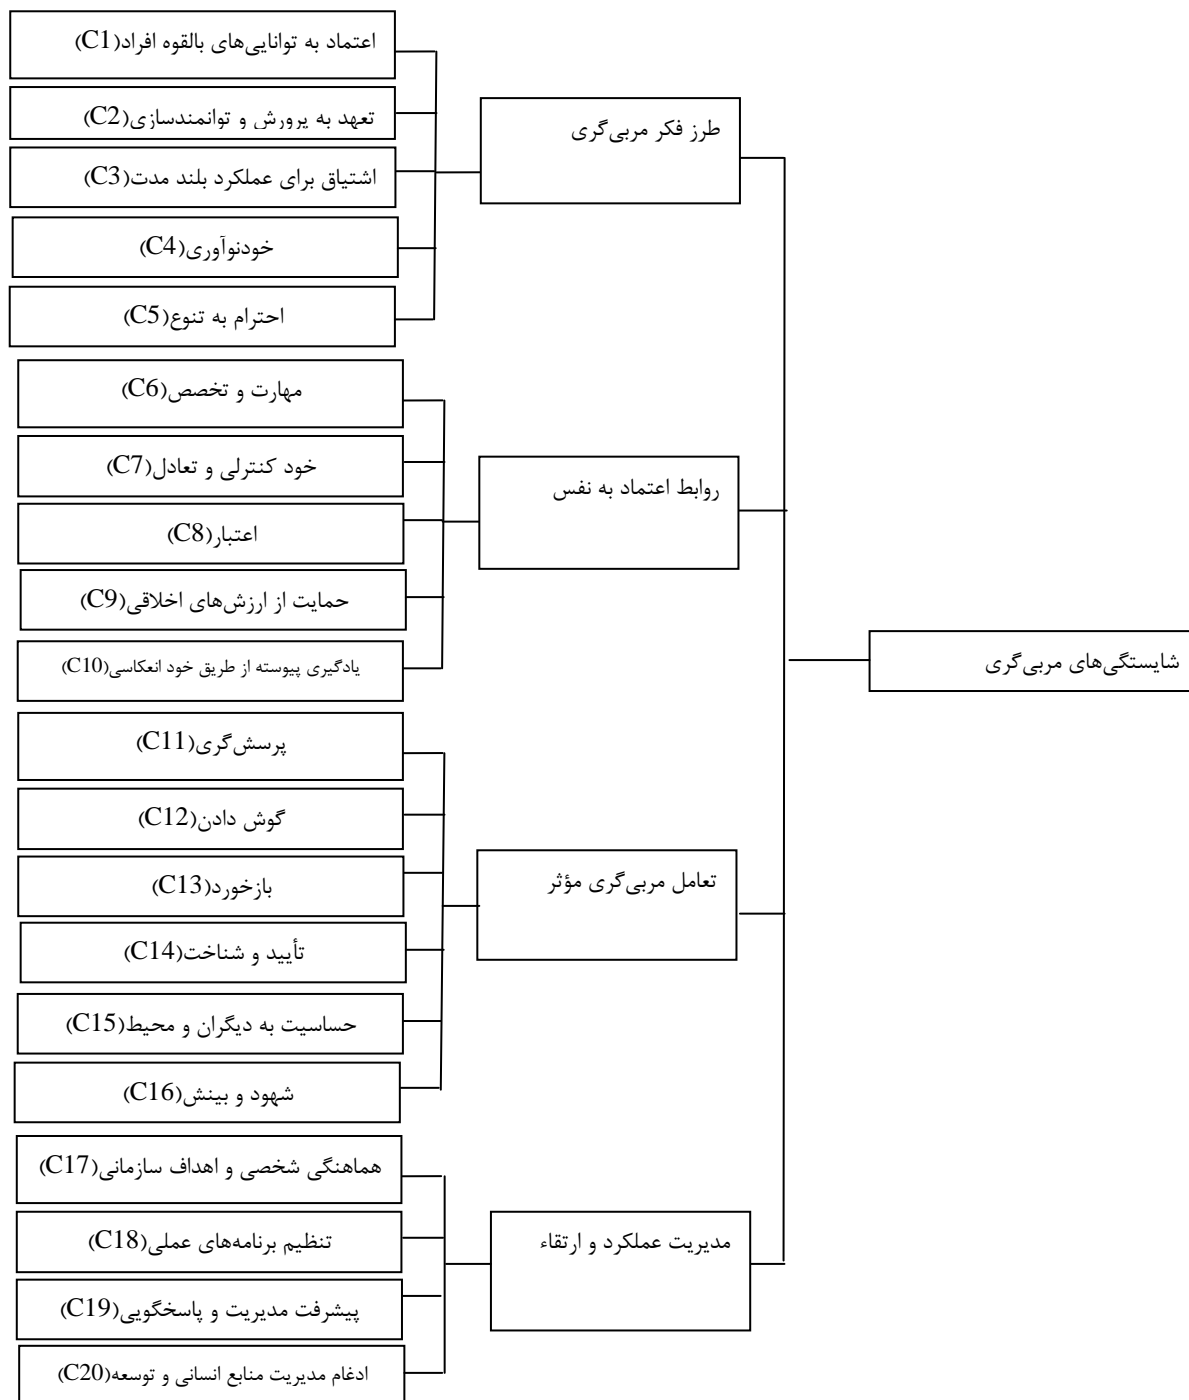 شایستگی‌های مربی‌گری
طرز فکر مربی‌گری
اعتماد به توانایی‌های بالقوه افراد(C1)
تعهد به پرورش و توانمندسازی(C2)
اشتیاق برای عملکرد بلند مدت(C3)
خودنوآوری(C4)
احترام به تنوع(C5)
روابط اعتماد به نفس
مهارت و تخصص(C6)
خود کنترلی و تعادل(C7)
اعتبار(C8)
حمایت از ارزش‌های اخلاقی(C9)
یادگیری پیوسته از طریق خود انعکاسی(C10)
تعامل مربی‌گری مؤثر
پرسش‌گری(C11)
گوش دادن(C12)
بازخورد(C13)
تأیید و شناخت(C14)
حساسیت به دیگران و محیط(C15)
شهود و بینش(C16)
مدیریت عملکرد و ارتقاء
هماهنگی شخصی و اهداف سازمانی(C17)
تنظیم برنامه‌های عملی(C18)
پیشرفت مدیریت و پاسخگویی(C19)
ادغام مدیریت منابع انسانی و توسعه(C20)